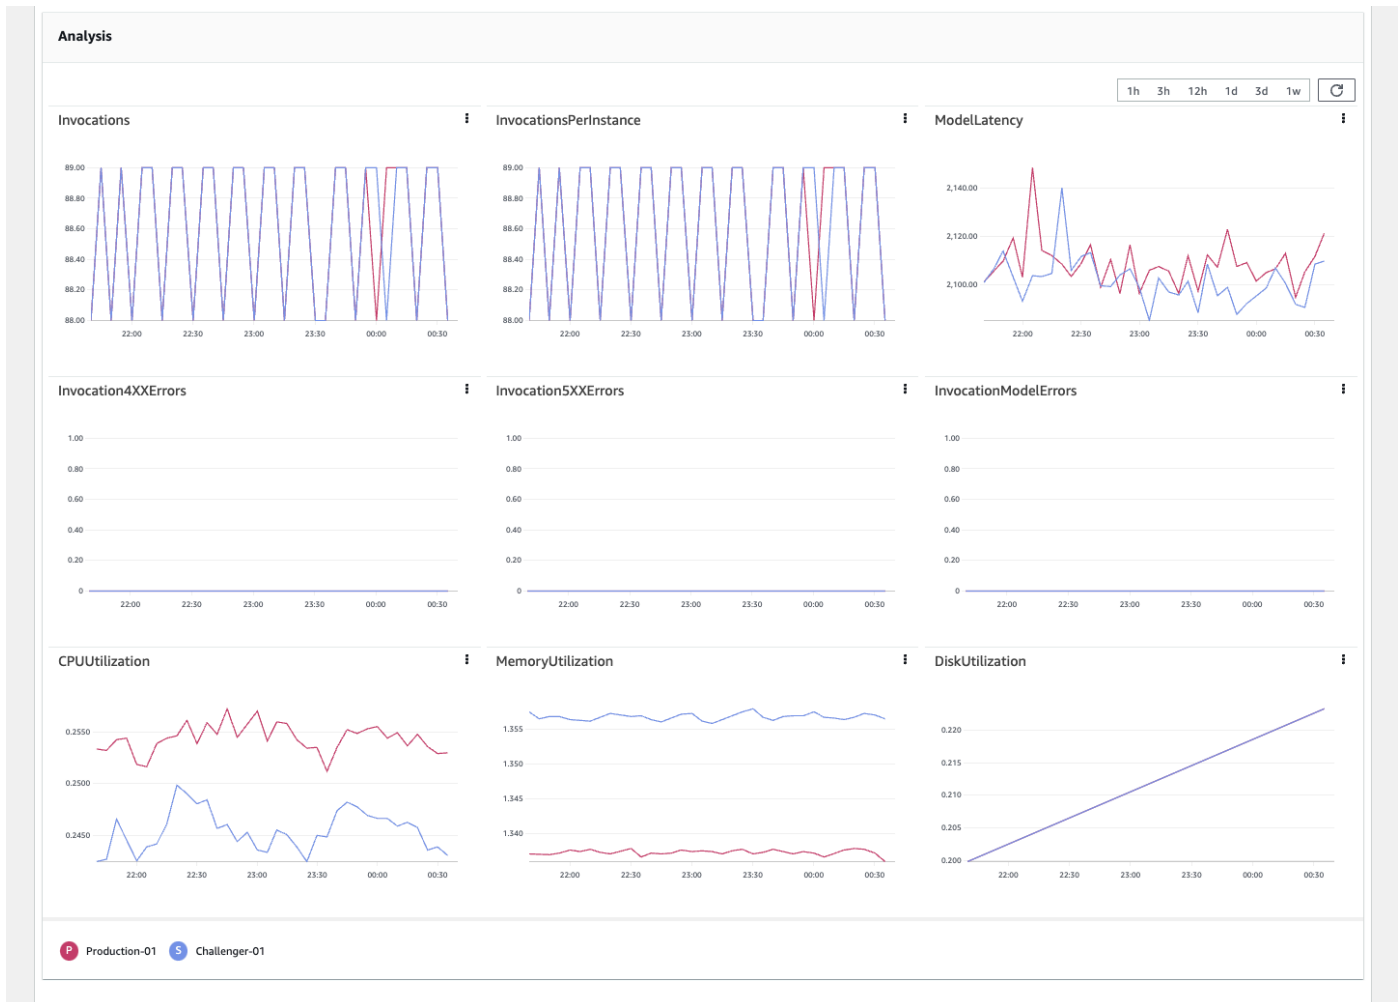 Analysis
1h 3h 12h 1d 3d 1w
Invocations
89.00
88.80
88.60
88.40
88.20
88.00
22:00 22:30 23:00 23:30 00:00 00:30
InvocationsPerInstance
89.00
88.80
88.60
88.40
88.20
88.00
22:00 22:30 23:00 23:30 00:00 00:30
ModelLatency
2,140.00
2,120.00
2,100.00
22:00 22:30 23:00 23:30 00:00 00:30
Invocation4XXErrors
1.00
0.80
0.60
0.40
0.20
0
22:00 22:30 23:00 23:30 00:00 00:30
Invocation5XXErrors
1.00
0.80
0.60
0.40
0.20
0
22:00 22:30 23:00 23:30 00:00 00:30
InvocationModelErrors
1.00
0.80
0.60
0.40
0.20
0
22:00 22:30 23:00 23:30 00:00 00:30
CPUUtilization
0.2550
0.2500
0.2450
22:00 22:30 23:00 23:30 00:00 00:30
MemoryUtilization
1.355
1.350
1.345
1.340
22:00 22:30 23:00 23:30 00:00 00:30
DiskUtilization
0.220
0.215
0.210
0.205
0.200
22:00 22:30 23:00 23:30 00:00 00:30
P Production-01 S Challenger-01